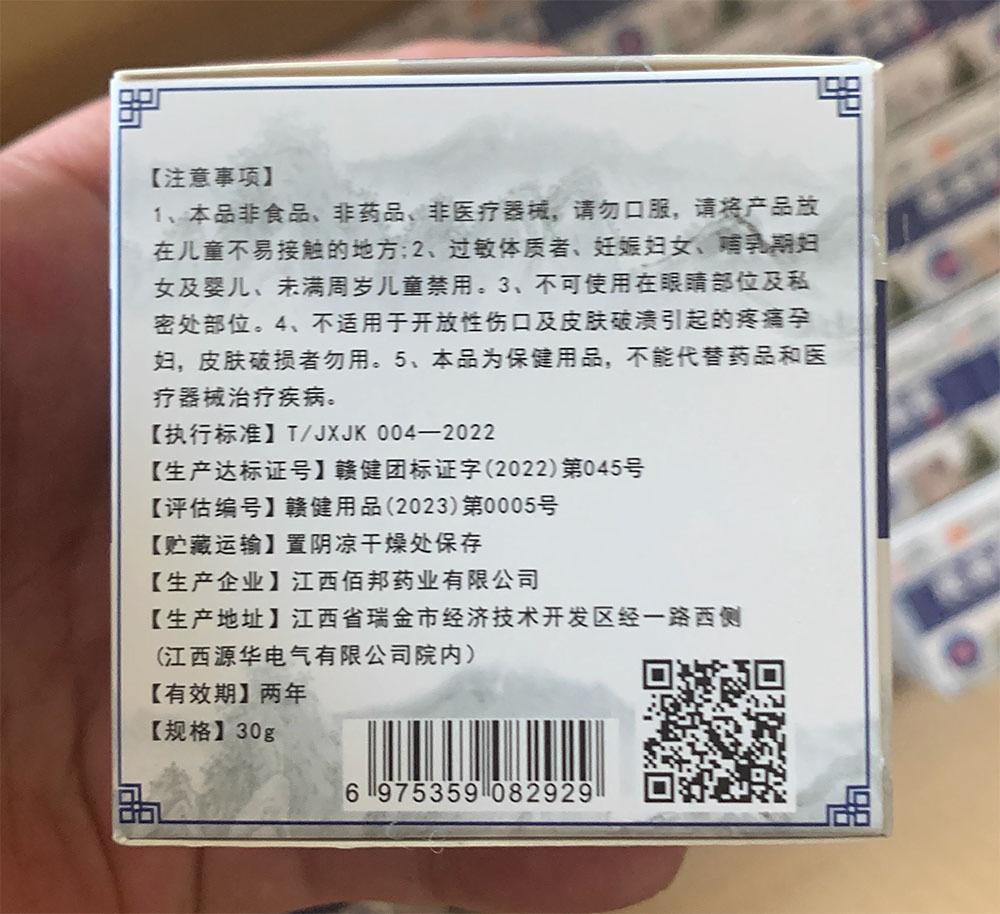 【注意事项】
1、本品非食品、非药品、非医疗器械，请勿口服，请将产品放
在儿童不易接触的地方;2、过敏体质者、妊娠妇女、哺乳期妇
女及婴儿、未满周岁儿童禁用。3、不可使用在眼睛部位及私
密处部位。4、不适用于开放性伤口及皮肤破溃引起的疼痛孕
妇，皮肤破损者勿用。5、本品为保健用品，不能代替药品和医
疗器械治疗疾病。
【执行标准】T/JXJK 004—2022
【生产达标证号】赣健团标证字(2022)第045号
【评估编号】赣健用品(2023)第0005号
【贮藏运输】置阴凉干燥处保存
【生产企业】江西佰邦药业有限公司
【生产地址】江西省瑞金市经济技术开发区经一路西侧
(江西源华电气有限公司院内)
【有效期】两年
【规格】30g
6 975359 082929